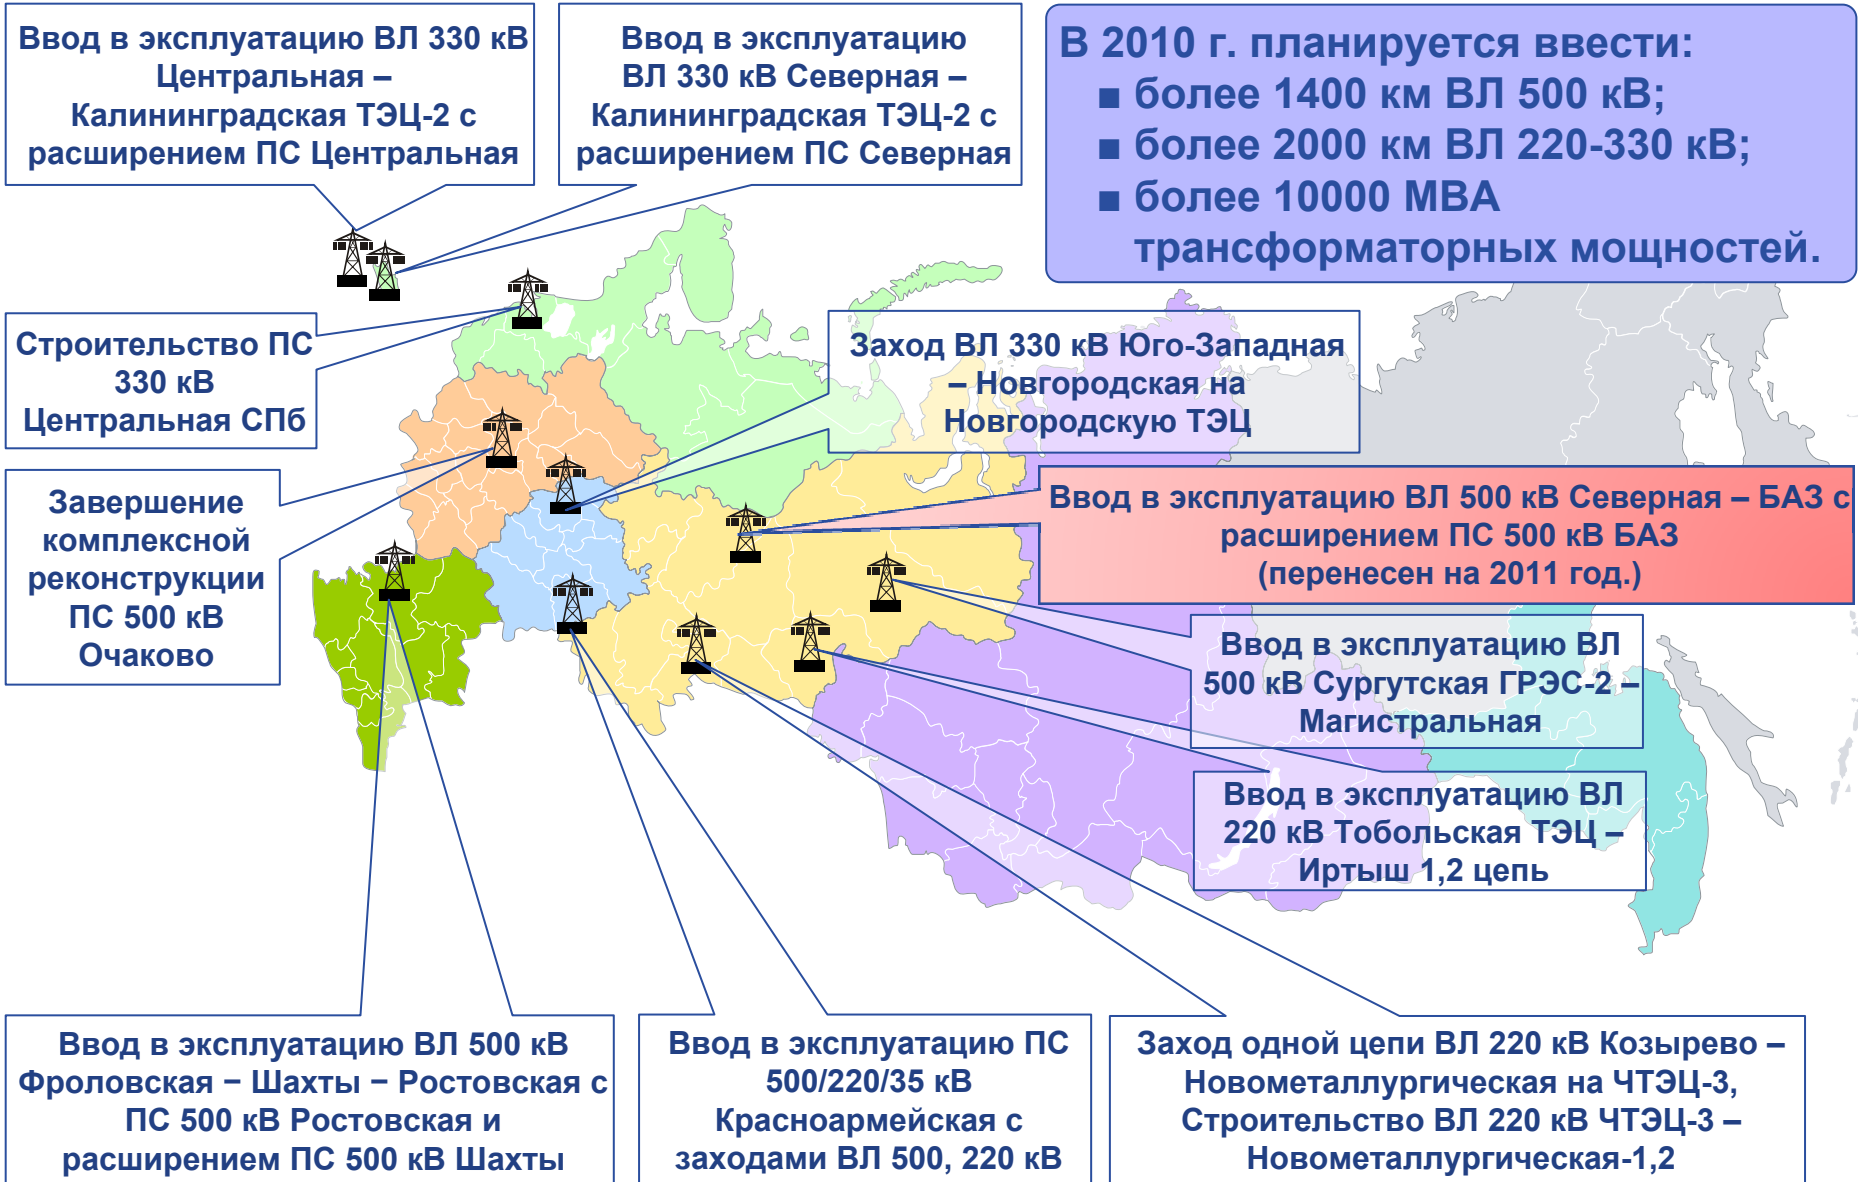 Ввод в эксплуатацию ВЛ 330 кВ
Центральная –
Калининградская ТЭЦ-2 с
расширением ПС Центральная
Ввод в эксплуатацию
ВЛ 330 кВ Северная –
Калининградская ТЭЦ-2 с
расширением ПС Северная
В 2010 г. планируется ввести:
■ более 1400 км ВЛ 500 кВ;
■ более 2000 км ВЛ 220-330 кВ;
■ более 10000 МВА
трансформаторных мощностей.
Строительство ПС
330 кВ
Центральная СПб
Заход ВЛ 330 кВ Юго-Западная
– Новгородская на
Новгородскую ТЭЦ
Завершение
комплексной
реконструкции
ПС 500 кВ
Очаково
Ввод в эксплуатацию ВЛ 500 кВ Северная – БАЗ с
расширением ПС 500 кВ БАЗ
(перенесен на 2011 год.)
Ввод в эксплуатацию ВЛ
500 кВ Сургутская ГРЭС-2 –
Магистральная
Ввод в эксплуатацию ВЛ
220 кВ Тобольская ТЭЦ –
Иртыш 1,2 цепь
Ввод в эксплуатацию ВЛ 500 кВ
Фроловская – Шахты – Ростовская с
ПС 500 кВ Ростовская и
расширением ПС 500 кВ Шахты
Ввод в эксплуатацию ПС
500/220/35 кВ
Красноармейская с
заходами ВЛ 500, 220 кВ
Заход одной цепи ВЛ 220 кВ Козырево –
Новометаллургическая на ЧТЭЦ-3,
Строительство ВЛ 220 кВ ЧТЭЦ-3 –
Новометаллургическая-1,2